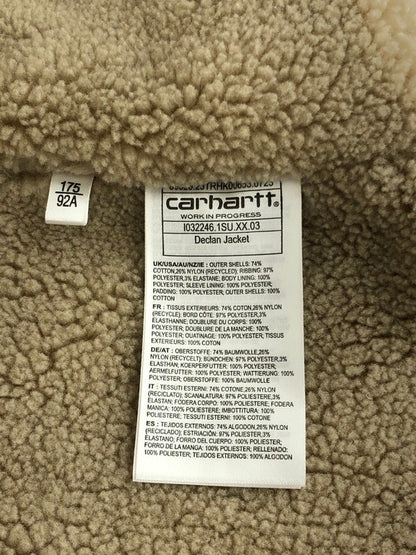 175
92A
carhartt
WORK IN PROGRESS
I032246.1SU.XX.03
Declan Jacket
UK/USA/AU/NZ/IE : OUTER SHELLS: 74%
COTTON,26% NYLON (RECYCLED); RIBBING: 97%
POLYESTER,3% ELASTANE; BODY LINING: 100%
POLYESTER; SLEEVE LINING: 100% POLYESTER;
PADDING: 100% POLYESTER; OUTER SHELLS: 100%
COTTON
FR : TISSUS EXTERIEURS: 74% COTON,26% NYLON
(RECYCLE); BORD CÔTE: 97% POLYESTER,3%
ELASTHANNE; DOUBLURE DU CORPS: 100%
POLYESTER; DOUBLURE DE LA MANCHE: 100%
POLYESTER; OUATINAGE: 100% POLYESTER; TISSUS
EXTERIEURS: 100% COTON
DE/AT : OBERSTOFFE: 74% BAUMWOLLE,26%
NYLON (RECYCELT); BÜNDCHEN: 97% POLYESTER,3%
ELASTHAN; KOERPERFUTTER: 100% POLYESTER;
AERMELFUTTER: 100% POLYESTER; WATTIERUNG: 100%
POLYESTER; OBERSTOFFE: 100% BAUMWOLLE
IT : TESSUTI ESTERNI: 74% COTONE,26% NYLON
(RICICLATO); SCANALATURA: 97% POLIESTERE,3%
ELASTAN; FODERA CORPO: 100% POLIESTERE; FODERA
MANICA: 100% POLIESTERE; IMBOTTITURA: 100%
POLIESTERE; TESSUTI ESTERNI: 100% COTONE
ES : TEJIDOS EXTERNOS: 74% ALGODON,26% NYLON
(RECICLADO); ESTRIACIÓN: 97% POLIESTER,3%
ELASTANO; FORRO DEL CUERPO: 100% POLIESTER;
FORRO DE LA MANGA: 100% POLIESTER; RELLENADO:
100% POLIESTER; TEJIDOS EXTERNOS: 100% ALGODON